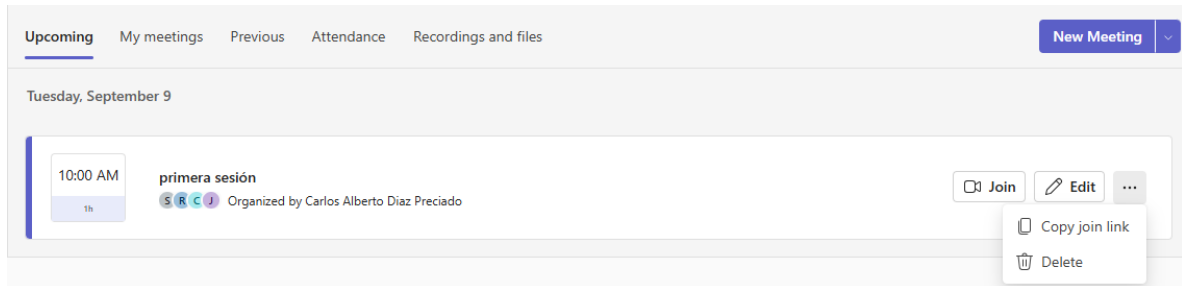 Upcoming My meetings Previous Attendance Recordings and files New Meeting
Tuesday, September 9
10:00 AM
1h
primera sesión
S R C J Organized by Carlos Alberto Diaz Preciado
Join Edit ...
Copy join link
Delete